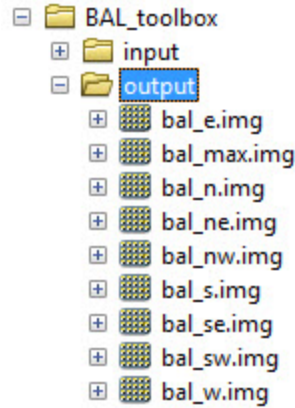 BAL_toolbox
input
output
bal_e.img
bal_max.img
bal_n.img
bal_ne.img
bal_nw.img
bal_s.img
bal_se.img
bal_sw.img
bal_w.img